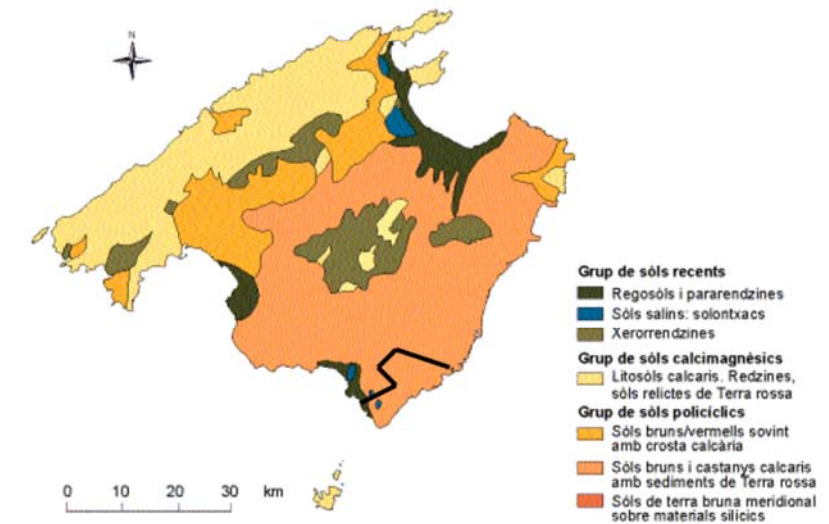 N
Grup de sòls recents
Regosòls i pararendzines
Sòls salins: solontxacs
Xerorrendzines
Grup de sòls calcimagnèsics
Litosòls calcaris. Redzines,
sòls relictes de Terra rossa
Grup de sòls policíclics
Sòls bruns/vermells sovint
amb crosta calcària
Sòls bruns i castanys calcaris
amb sediments de Terra rossa
Sòls de terra bruna meridional
sobre materials silícics
0 10 20 30 km